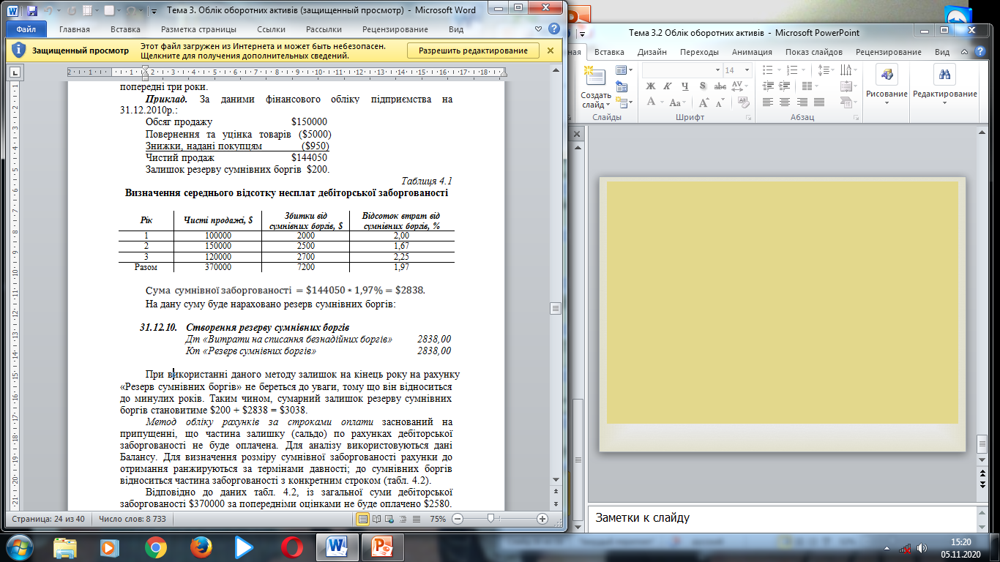 Тема 3. Облік оборотних активів (защищенный просмотр) - Microsoft Word
Файл Главная Вставка Разметка страницы Ссылки Рассылки Рецензирование Вид
Защищенный просмотр Этот файл загружен из Интернета и может быть небезопасен.
Щелкните для получения дополнительных сведений.
Разрешить редактирование
попередні три роки.
Приклад. За даними фінансового обліку підприємства на
31.12.2010р.:
Обсяг продажу $150000
Повернення та уцінка товарів ($5000)
Знижки, надані покупцям ($950)
Чистий продаж $144050
Залишок резерву сумнівних боргів $200.
Таблиця 4.1
Визначення середнього відсотку несплат дебіторської заборгованості
Рік Чисті продажі, $ Збитки від сумнівних боргів, $ Відсоток втрат від сумнівних боргів, %
1 100000 2000 2,00
2 150000 2500 1,67
3 120000 2700 2,25
Разом 370000 7200 1,97
Сума сумнівної заборгованості = $144050 * 1,97% = $2838.
На дану суму буде нараховано резерв сумнівних боргів:
31.12.10. Створення резерву сумнівних боргів
Дт «Витрати на списання безнадійних боргів» 2838,00
Кт «Резерв сумнівних боргів» 2838,00
При використанні даного методу залишок на кінець року на рахунку
«Резерв сумнівних боргів» не береться до уваги, тому що він відноситься
до минулих років. Таким чином, сумарний залишок резерву сумнівних
боргів становитиме $200 + $2838 = $3038.
Метод обліку рахунків за строками оплати заснований на
припущенні, що частина залишку (сальдо) по рахунках дебіторської
заборгованості не буде оплачена. Для аналізу використовуються дані
Балансу. Для визначення розміру сумнівної заборгованості рахунки до
отримання ранжируються за термінами давності; до сумнівних боргів
відноситься частина заборгованості з конкретним строком (табл. 4.2).
Відповідно до даних табл. 4.2, із загальної суми дебіторської
заборгованості $370000 за попередніми оцінками не буде оплачено $2580.
Страница: 24 из 40 Число слов: 8 733 75%
Тема 3.2 Облік оборотних активів - Microsoft PowerPoint
ная Вставка Дизайн Переходы Анимация Показ слайдов Рецензирование Вид
Создать
слайд
14
Ж К Ч S abc AV
A Aa A A
Рисование Редактирование
Слайды Шрифт Абзац
Заметки к слайду
15:20
05.11.2020